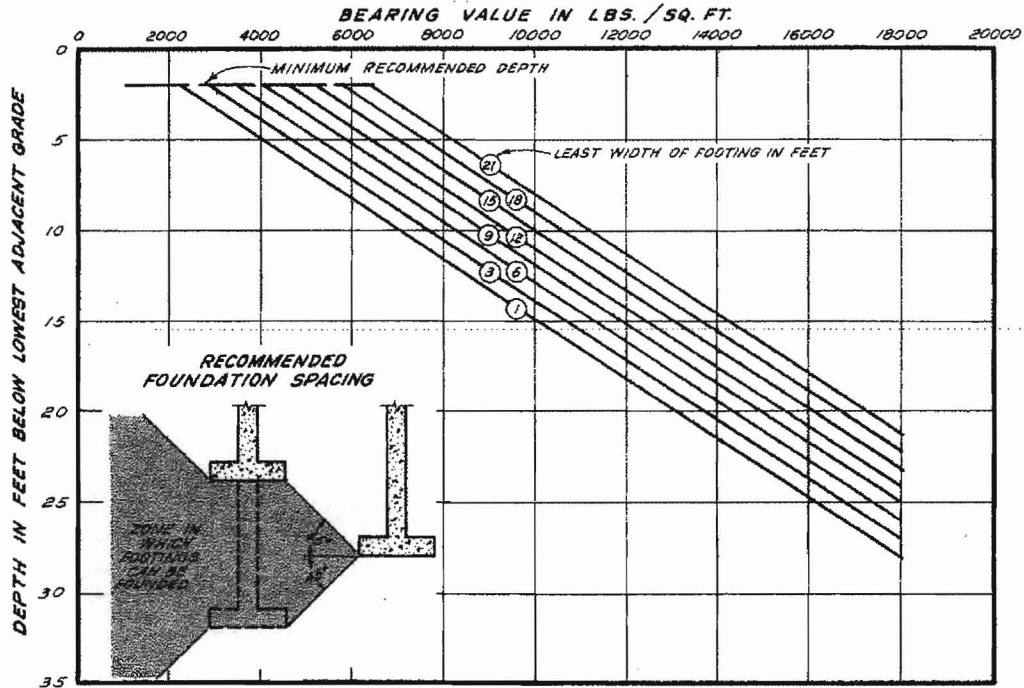 BEARING VALUE IN LBS./SQ. FT.
0 2000 4000 6000 8000 10000 12000 14000 16000 18000 20000
DEPTH IN FEET BELOW LOWEST ADJACENT GRADE
0
5
10
15
20
25
30
35
MINIMUM RECOMMENDED DEPTH
LEAST WIDTH OF FOOTING IN FEET
21
15 18
9 12
3 6
1
RECOMMENDED
FOUNDATION SPACING
ZONE IN
WHICH
FOOTINGS
CAN BE
FOUNDED
45°
45°